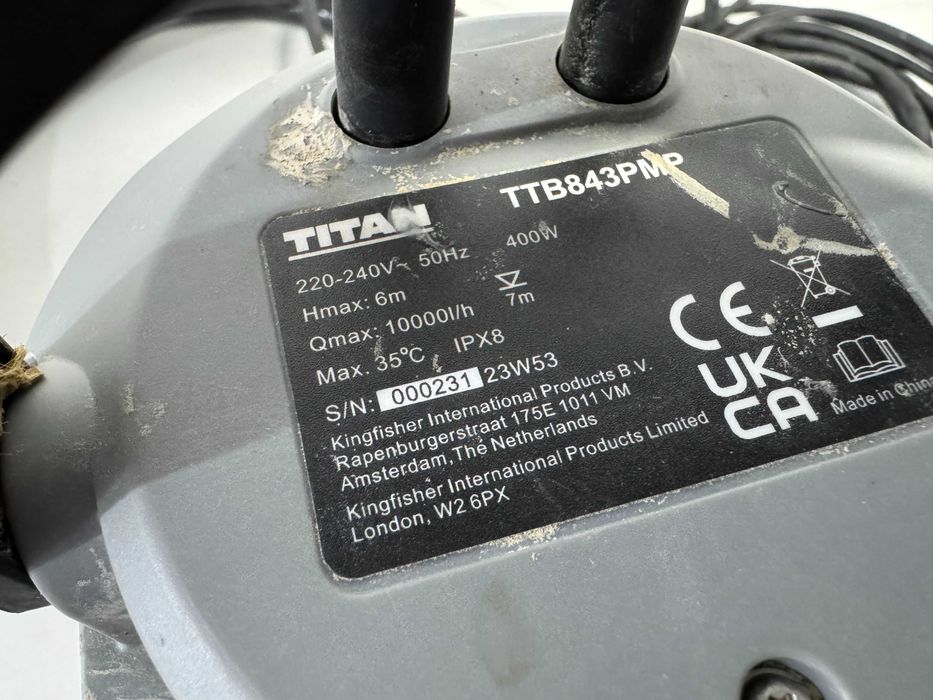 TITAN
TTB843PMP
220-240V~ 50Hz 400W
Hmax: 6m
7m
Qmax: 10000l/h
Max. 35°C IPX8
S/N: 000231 23W53
Kingfisher International Products B.V.
Rapenburgerstraat 175E 1011 VM
Amsterdam, The Netherlands
Kingfisher International Products Limited
London, W2 6PX
CE
UK
CA
Made in China